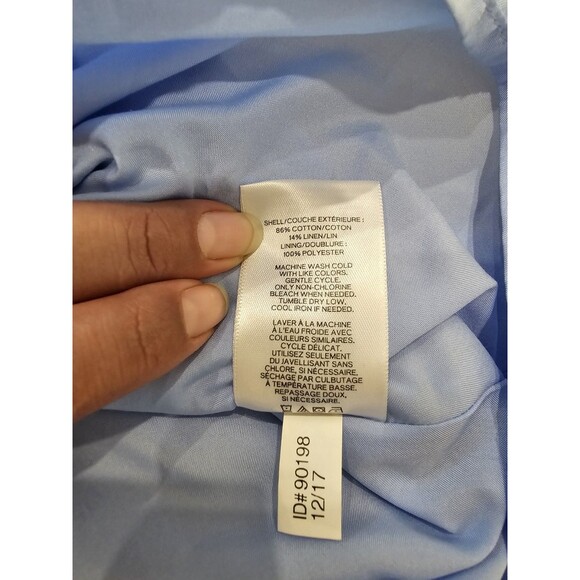 SHELL/COUCHE EXTÉRIEURE:
86% COTTON/COTON
14% LINEN/LIN
LINING/DOUBLURE:
100% POLYESTER
MACHINE WASH COLD
WITH LIKE COLORS.
GENTLE CYCLE.
ONLY NON-CHLORINE
BLEACH WHEN NEEDED.
TUMBLE DRY LOW,
COOL IRON IF NEEDED.
LAVER À LA MACHINE
À L'EAU FROIDE AVEC
COULEURS SIMILAIRES.
CYCLE DÉLICAT.
UTILISEZ SEULEMENT
DU JAVELLISANT SANS
CHLORE, SI NÉCESSAIRE,
SÉCHAGE PAR CULBUTAGE
À TEMPÉRATURE BASSE.
REPASSAGE DOUX,
SI NÉCESSAIRE.
ID# 90198
12/17